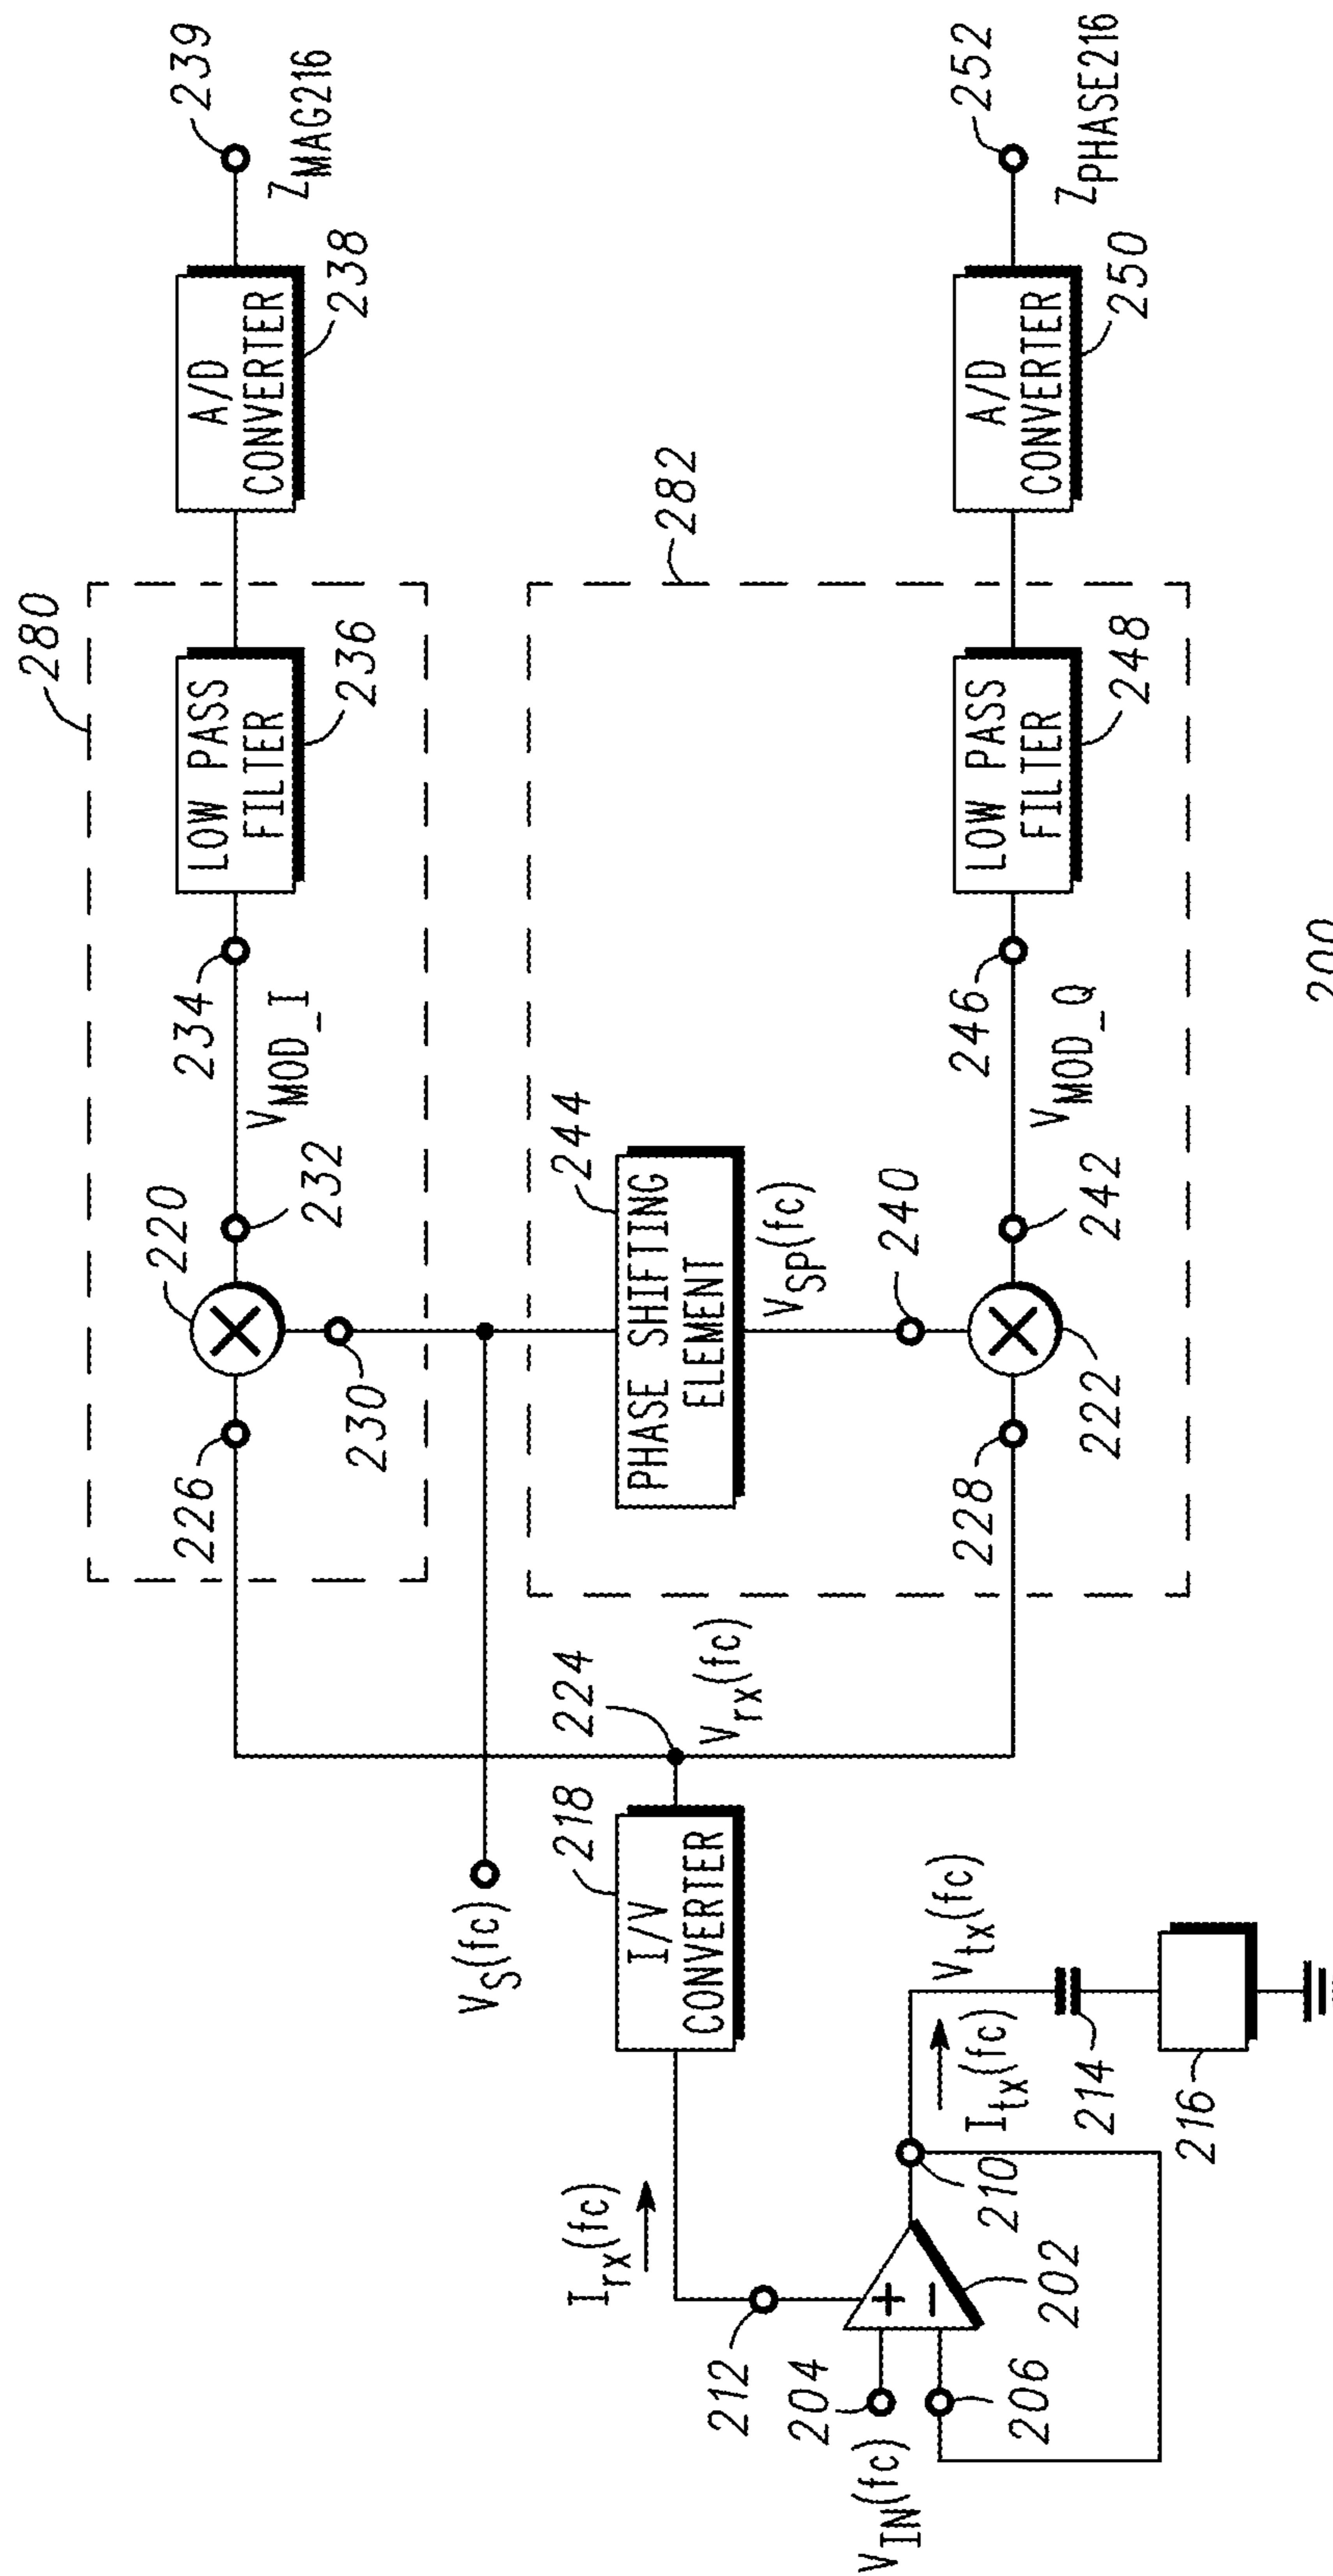 280
220
226
230
232
234
V_MOD_I
LOW PASS
FILTER
236
A/D
CONVERTER
238
239
Z_MAG216
V_S(fc)
282
I_rx(fc)
I/V
CONVERTER
218
224
V_rx(fc)
PHASE SHIFTING
ELEMENT
244
V_SP(fc)
240
228
222
242
246
V_MOD_Q
LOW PASS
FILTER
248
A/D
CONVERTER
250
252
Z_PHASE216
212
204
V_IN(fc)
206
+
−
202
210
I_tx(fc)
V_tx(fc)
214
216